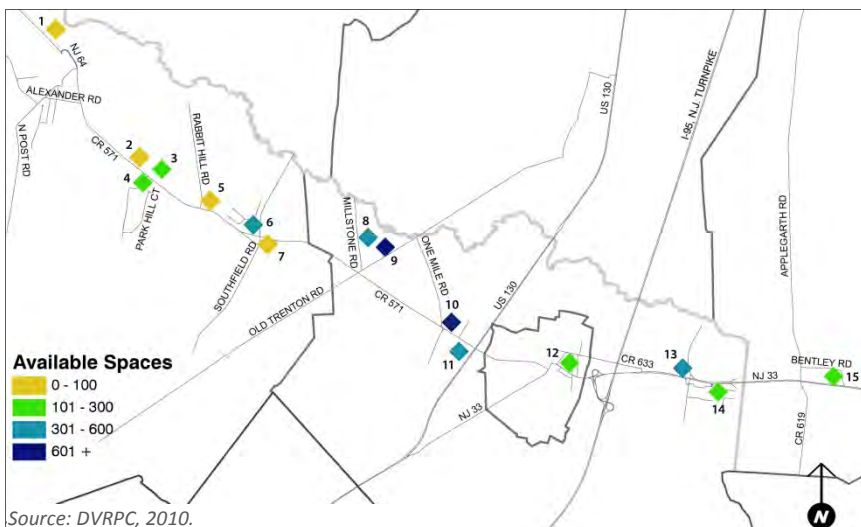 1
NJ 64
ALEXANDER RD
N POST RD
CR 571
2
3
4
PARK HILL CT
RABBIT HILL RD
5
6
7
SOUTHFIELD RD
OLD TRENTON RD
MILLSTONE RD
8
9
ONE MILE RD
CR 571
10
11
US 130
US 130
I-95, N.J. TURNPIKE
APPLEGARTH RD
12
CR 633
13
14
NJ 33
NJ 33
BENTLEY RD
15
CR 619
Available Spaces
0 - 100
101 - 300
301 - 600
601 +
N
Source: DVRPC, 2010.